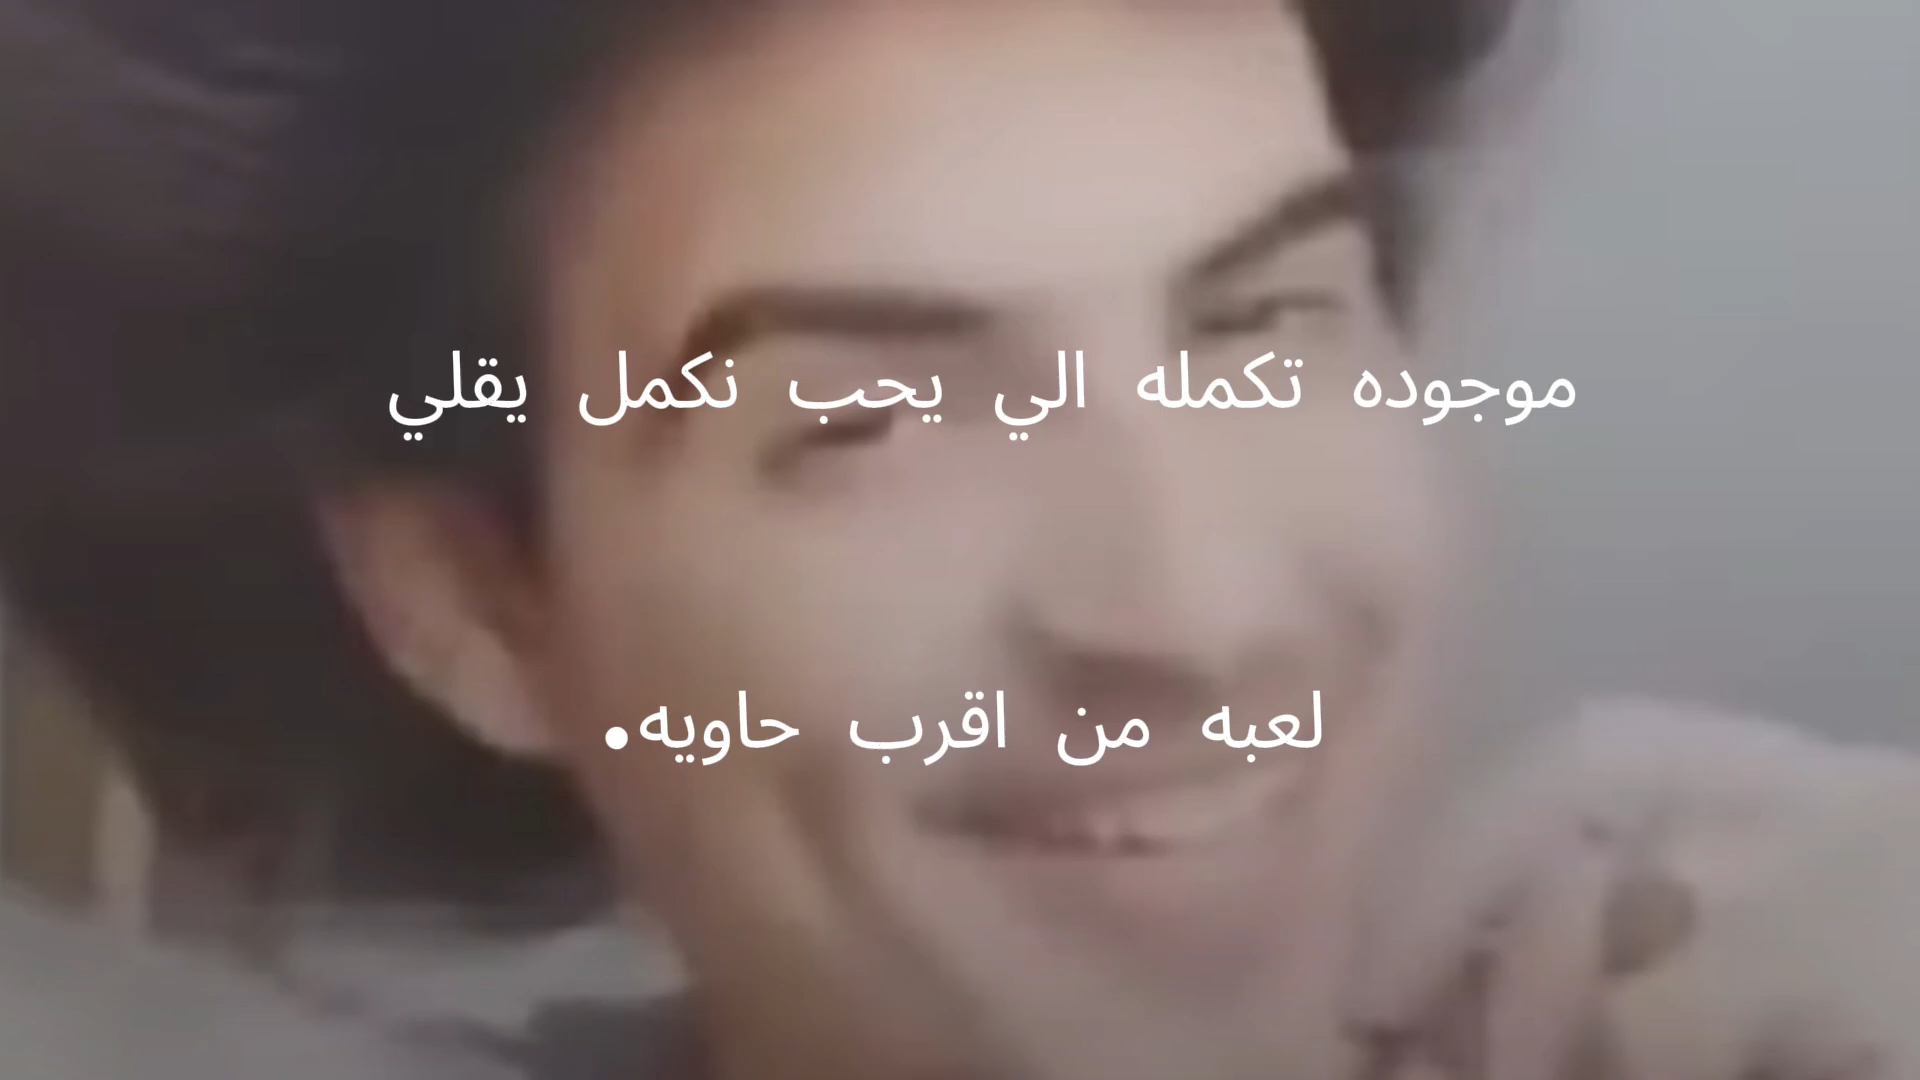 موجوده تكمله الي يحب نكمل يقلي
لعبه من اقرب حاويه.